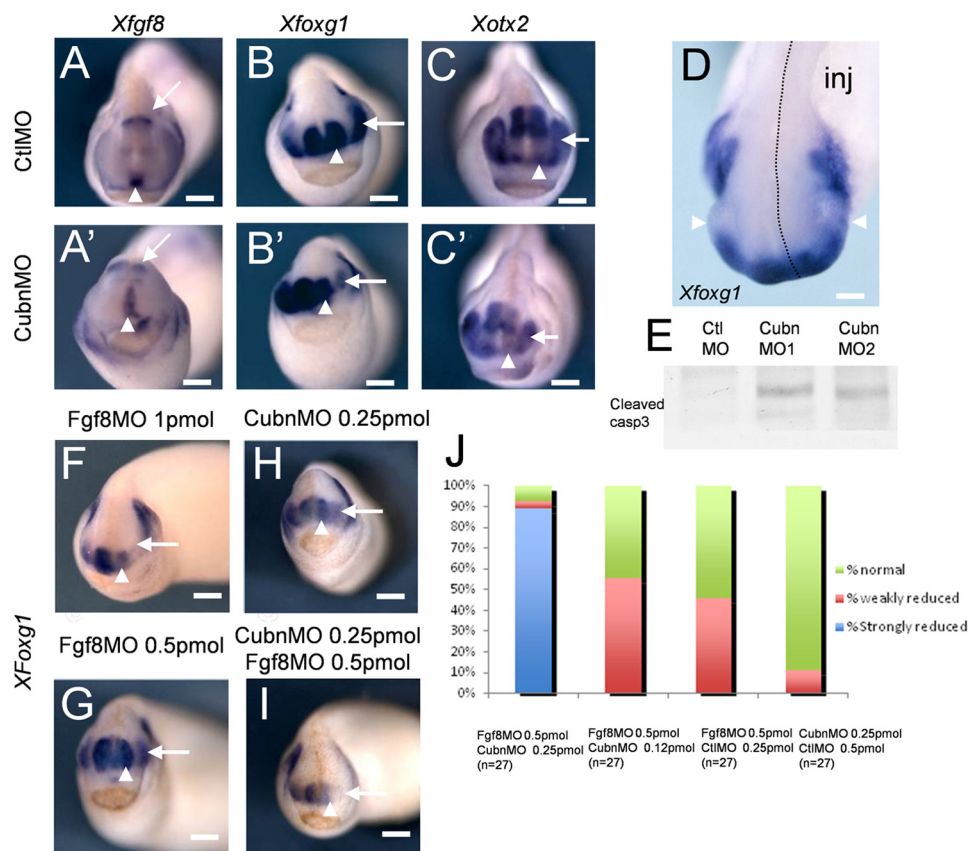 Xfgf8
Xfoxg1
Xotx2
CtlMO
A
B
C
D
inj
Xfoxg1
CubnMO
A'
B'
C'
E
Ctl
MO
Cubn
MO1
Cubn
MO2
Cleaved
casp3
Fgf8MO 1pmol
CubnMO 0.25pmol
F
H
XFoxg1
Fgf8MO 0.5pmol
CubnMO 0.25pmol
Fgf8MO 0.5pmol
G
I
J
100%
90%
80%
70%
60%
50%
40%
30%
20%
10%
0%
% normal
% weakly reduced
%Strongly reduced
Fgf8MO 0.5pmol
CubnMO 0.25pmol
(n=27)
Fgf8MO 0.5pmol
CubnMO 0.12pmol
(n=27)
Fgf8MO 0.5pmol
CtlMO 0.25pmol
(n=27)
CubnMO 0.25pmol
CtlMO 0.5pmol
(n=27)